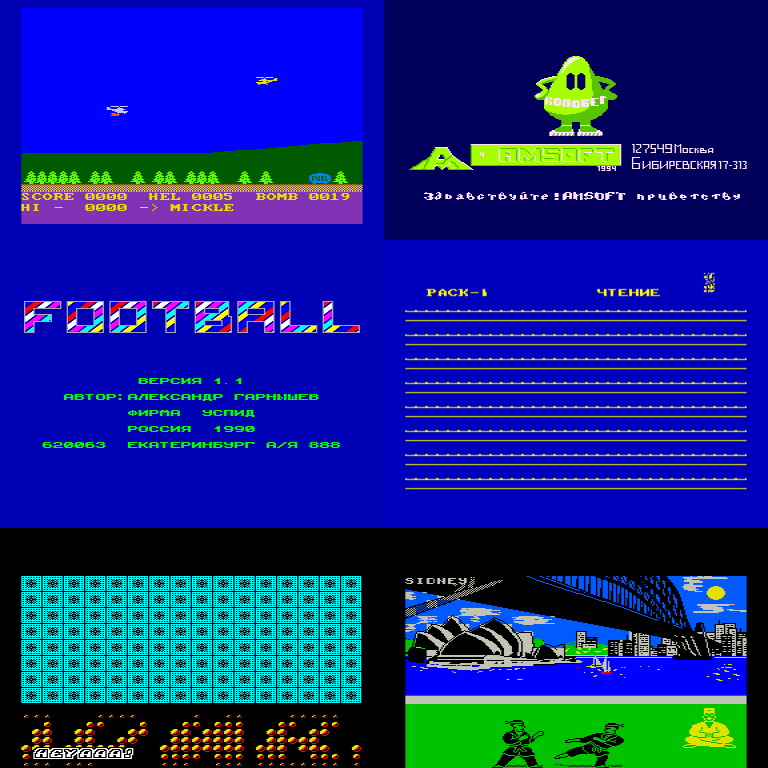 FUEL
SCORE 0000 HEL 0005 BOMB 0019
HI - 0000 -> MICKLE
КОЛОБЕГ
AMSOFT
1994
127549 Москва
БИБИРЕВСКАЯ 17-313
Здравствуйте!AMSOFT приветству
FOOTBALL
ВЕРСИЯ 1.1
АВТОР:АЛЕКСАНДР ГАРНЫШЕВ
ФИРМА УСПИД
РОССИЯ 1990
620063 ЕКАТЕРИНБУРГ А/Я 888
PACK-1
ЧТЕНИЕ
SIDNEY